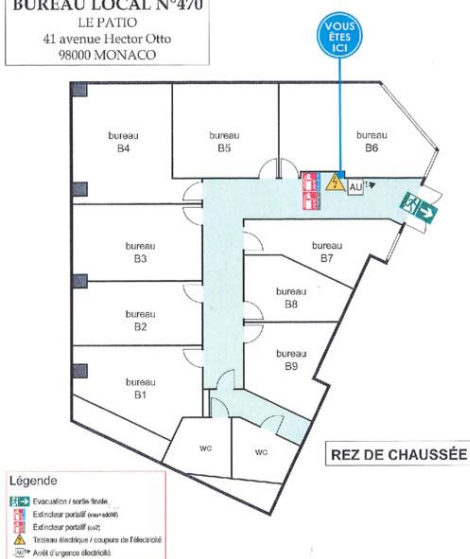 BUREAU LOCAL N°470
LE PATIO
41 avenue Hector Otto
98000 MONACO
VOUS
ÊTES
ICI
bureau
B4
bureau
B5
bureau
B6
AU
bureau
B3
bureau
B7
bureau
B8
bureau
B2
bureau
B9
bureau
B1
WC
WC
REZ DE CHAUSSÉE
Légende
Evacuation / sortie finale
Extincteur portatif
Extincteur portatif (co2)
Tableau électrique / coupure de l'électricité
AU Arrêt d'urgence électricité